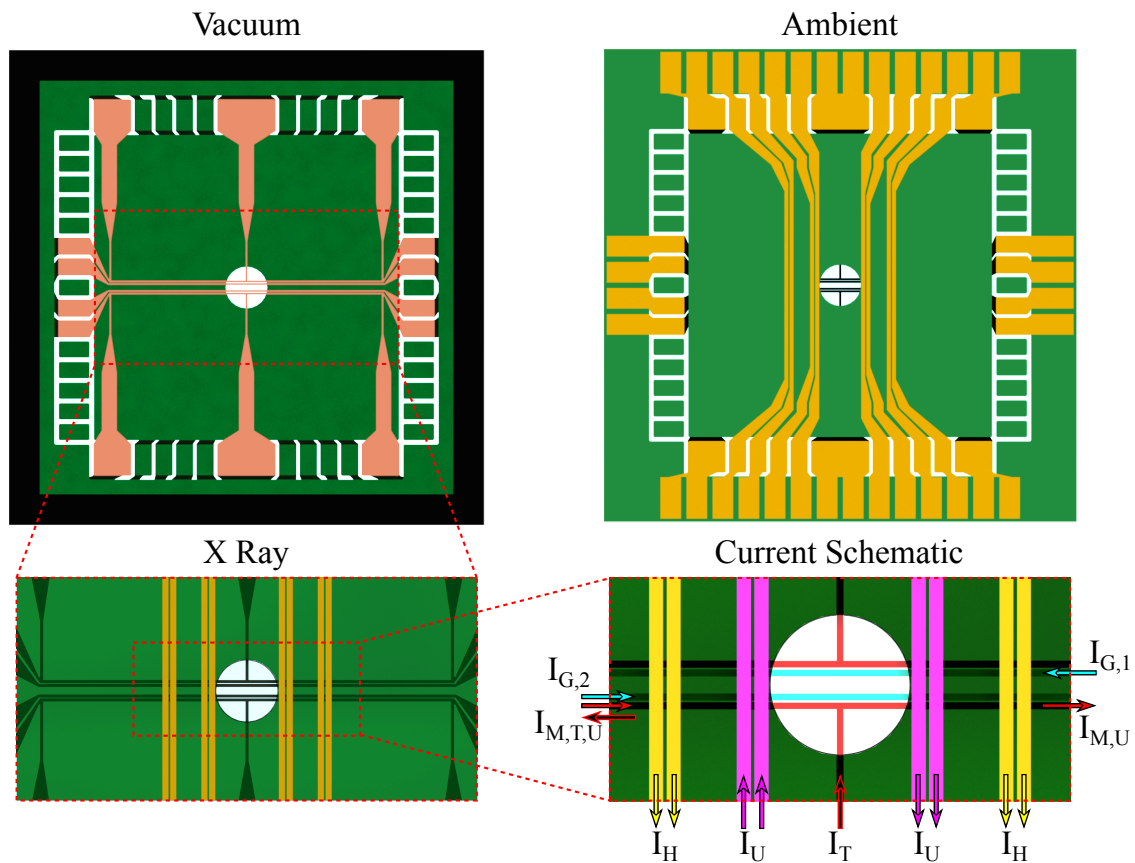 Vacuum
Ambient
X Ray
Current Schematic
I_G,2
I_G,1
I_M,T,U
I_M,U
I_H
I_U
I_T
I_U
I_H